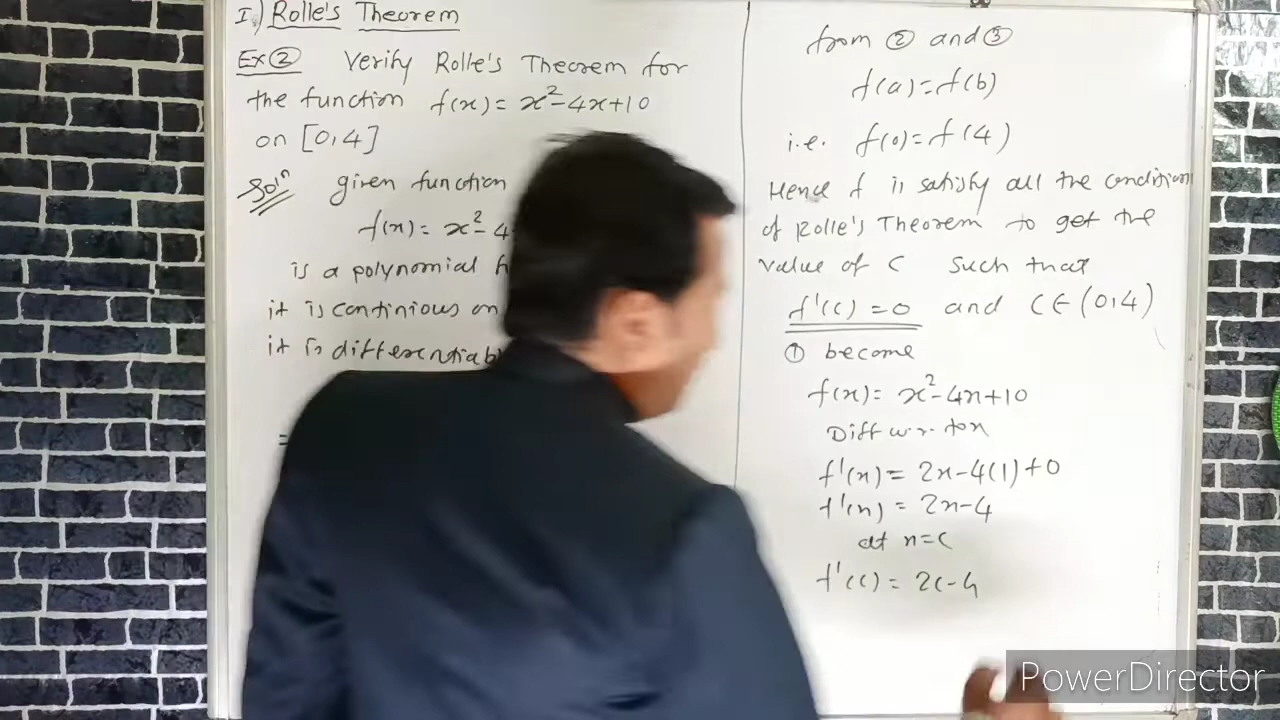 I.) Rolle's Theorem
Ex② Verify Rolle's Theorem for
the function f(x) = x²-4x+10
on [0,4]
Solⁿ given function
f(x) = x²-4
is a polynomial f
it is continious on
it is differentiab
=
from ② and ③
f(a)=f(b)
i.e. f(0)=f(4)
Hence f is satisfy all the condition
of Rolle's Theorem to get the
value of C such that
f'(c) =0 and C∈(0,4)
① become
f(x) = x²-4x+10
Diff w.r. to x
f'(x) = 2x-4(1)+0
f'(x) = 2x-4
at x=c
f'(c) = 2c-4
PowerDirector